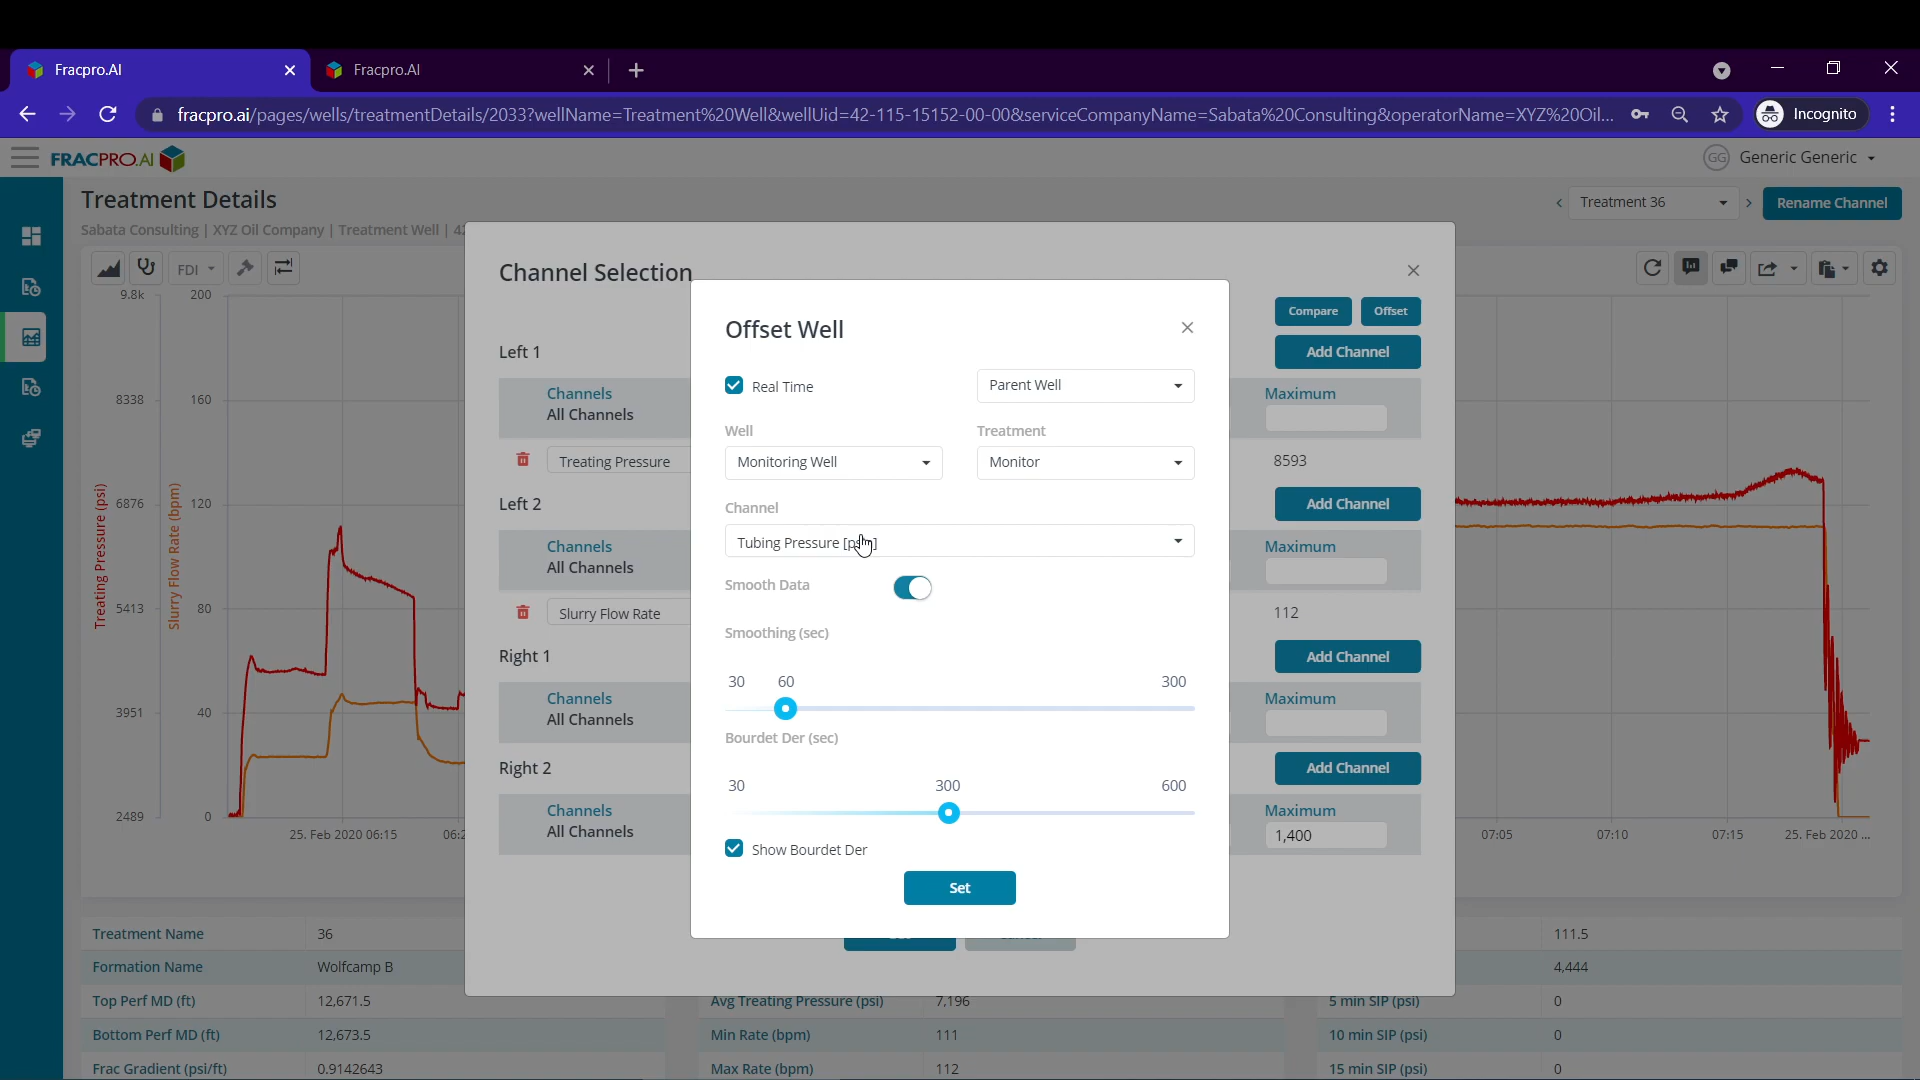 Fracpro.AI
Fracpro.AI
fracpro.ai/pages/wells/treatmentDetails/2033?wellName=Treatment%20Well&wellUid=42-115-15152-00-00&serviceCompanyName=Sabata%20Consulting&operatorName=XYZ%20Oil...
Incognito
FRACPRO.AI
GG Generic Generic
Treatment Details
Treatment 36
Rename Channel
Sabata Consulting | XYZ Oil Company | Treatment Well | 42
FDI
Channel Selection
Compare Offset
Left 1
Add Channel
Channels
All Channels
Maximum
Treating Pressure
8593
Left 2
Add Channel
Channels
All Channels
Maximum
Slurry Flow Rate
112
Right 1
Add Channel
Channels
All Channels
Maximum
Right 2
Add Channel
Channels
All Channels
Maximum
1,400
Offset Well
Real Time
Parent Well
Well
Treatment
Monitoring Well
Monitor
Channel
Tubing Pressure
Smooth Data
Smoothing (sec)
30 60 300
Bourdet Der (sec)
30 300 600
Show Bourdet Der
Set
Treating Pressure (psi)
9.8k
8338
6876
5413
3951
2489
Slurry Flow Rate (bpm)
200
160
120
80
40
0
25. Feb 2020 06:15
07:05 07:10 07:15 25. Feb 2020 ...
Treatment Name 36 111.5
Formation Name Wolfcamp B 4,444
Top Perf MD (ft) 12,671.5 Avg Treating Pressure (psi) 7,196 5 min SIP (psi) 0
Bottom Perf MD (ft) 12,673.5 Min Rate (bpm) 111 10 min SIP (psi) 0
Frac Gradient (psi/ft) 0.9142643 Max Rate (bpm) 112 15 min SIP (psi) 0